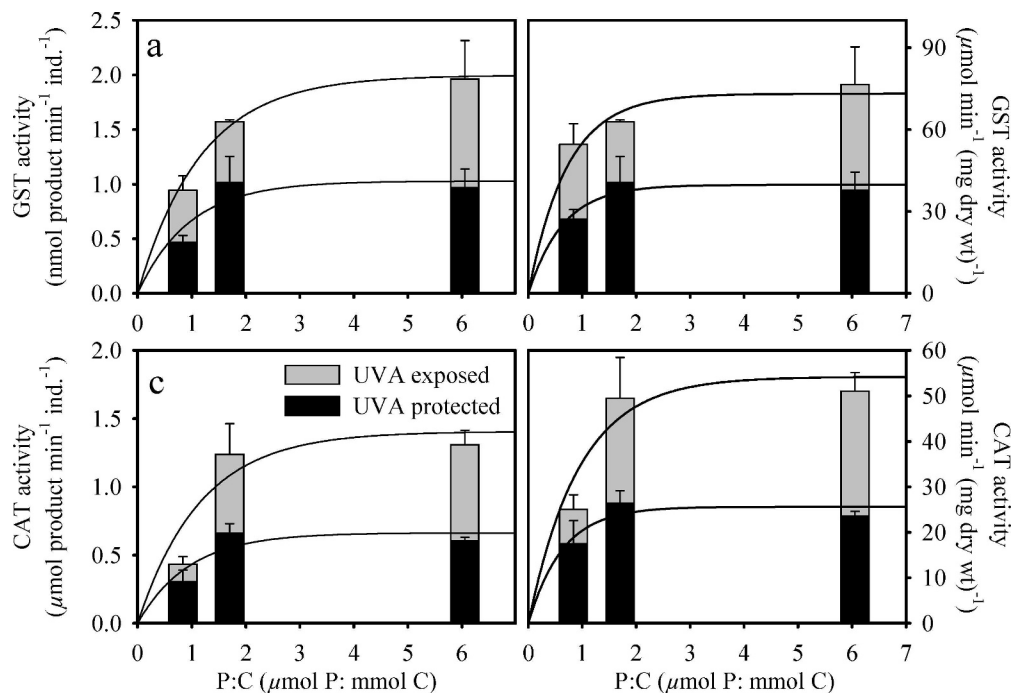 a
2.5
2.0
1.5
1.0
0.5
0.0
GST activity
(nmol product min⁻¹ ind.⁻¹)
0 1 2 3 4 5 6
90
60
30
0
GST activity
(µmol min⁻¹ (mg dry wt)⁻¹
0 1 2 3 4 5 6 7
c
UVA exposed
UVA protected
2.0
1.5
1.0
0.5
0.0
CAT activity
(µmol product min⁻¹ ind.⁻¹)
0 1 2 3 4 5 6
P:C (µmol P: mmol C)
60
50
40
30
20
10
0
CAT activity
(µmol min⁻¹ (mg dry wt)⁻¹
0 1 2 3 4 5 6 7
P:C (µmol P: mmol C)